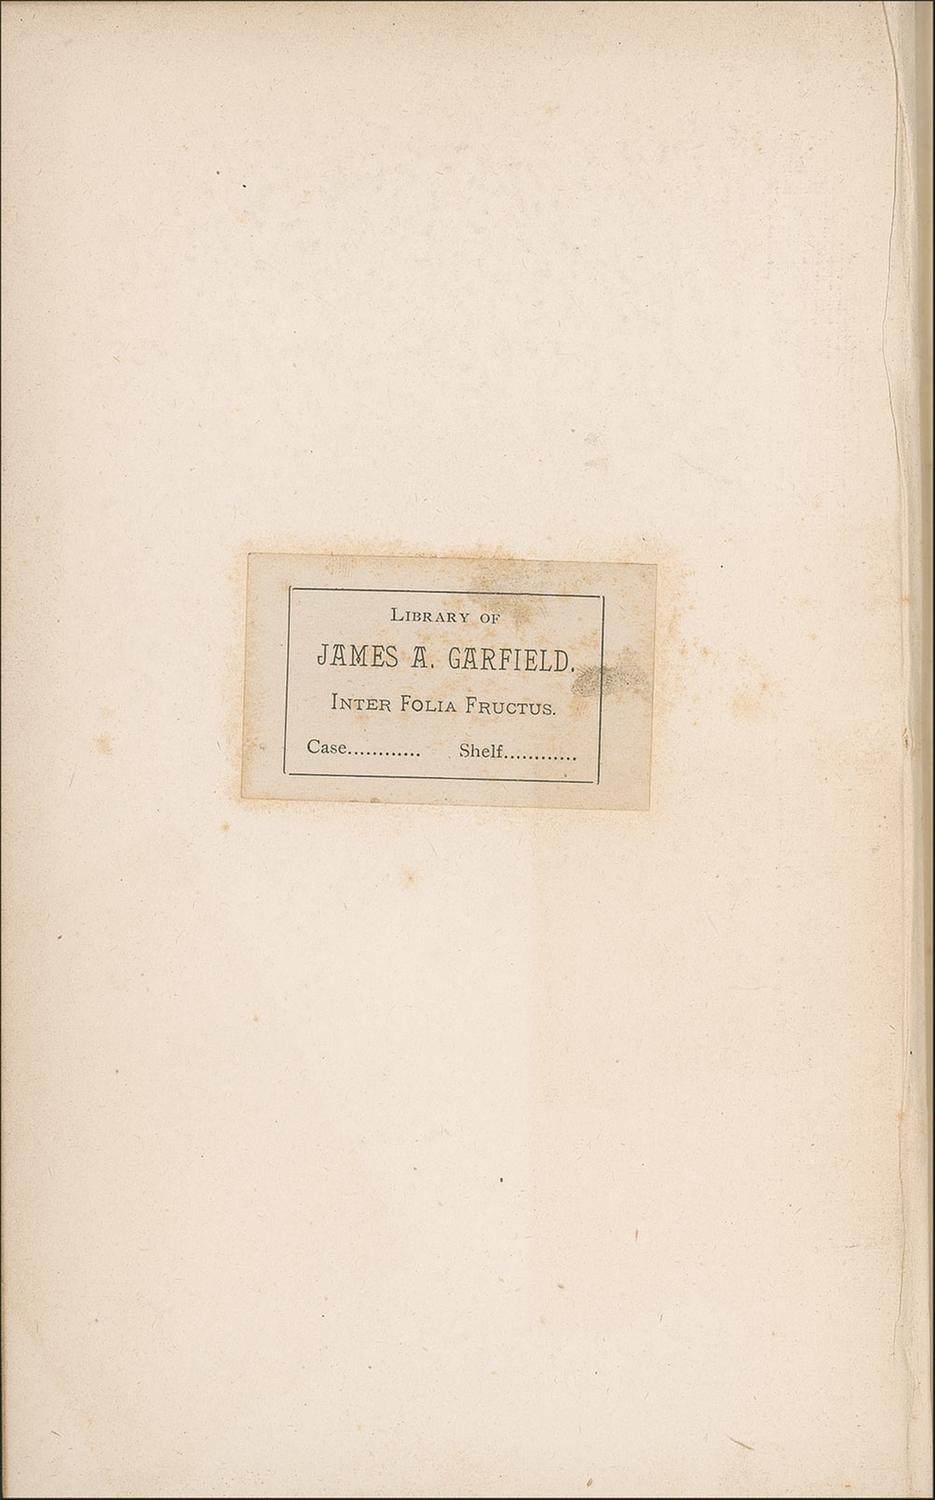 LIBRARY OF
JAMES A. GARFIELD.
INTER FOLIA FRUCTUS.
Case............ Shelf............